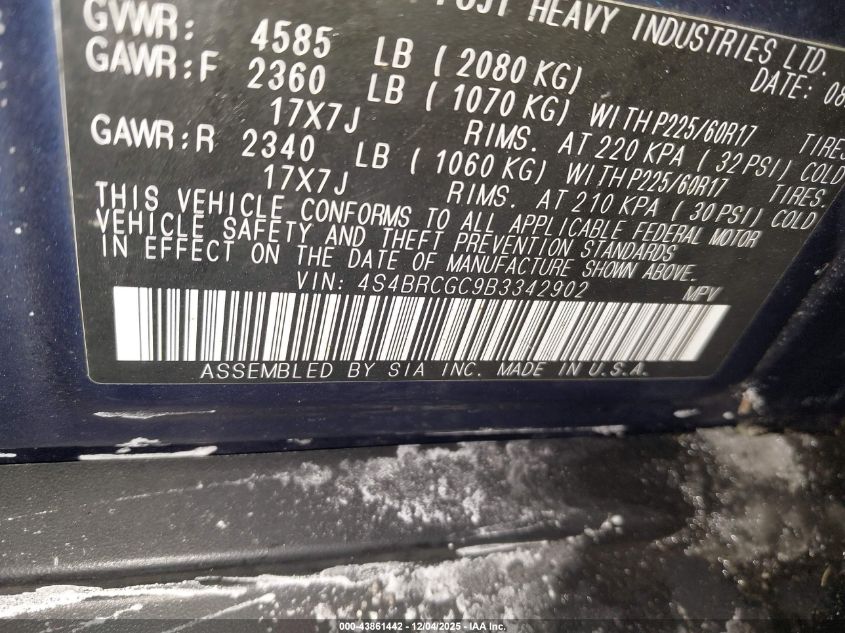 FUJI HEAVY INDUSTRIES LTD.
GVWR: 4585 LB (2080 KG) DATE: 08
GAWR:F 2360 LB (1070 KG) WITH P225/60R17 TIRES
17X7J RIMS. AT 220 KPA (32 PSI) COLD
GAWR:R 2340 LB (1060 KG) WITH P225/60R17 TIRES.
17X7J RIMS. AT 210 KPA (30 PSI) COLD
THIS VEHICLE CONFORMS TO ALL APPLICABLE FEDERAL MOTOR
VEHICLE SAFETY AND THEFT PREVENTION STANDARDS
IN EFFECT ON THE DATE OF MANUFACTURE SHOWN ABOVE.
VIN: 4S4BRCGC9B3342902 MPV
ASSEMBLED BY SIA INC. MADE IN U.S.A.
000-43861442 - 12/04/2025 - IAA Inc.